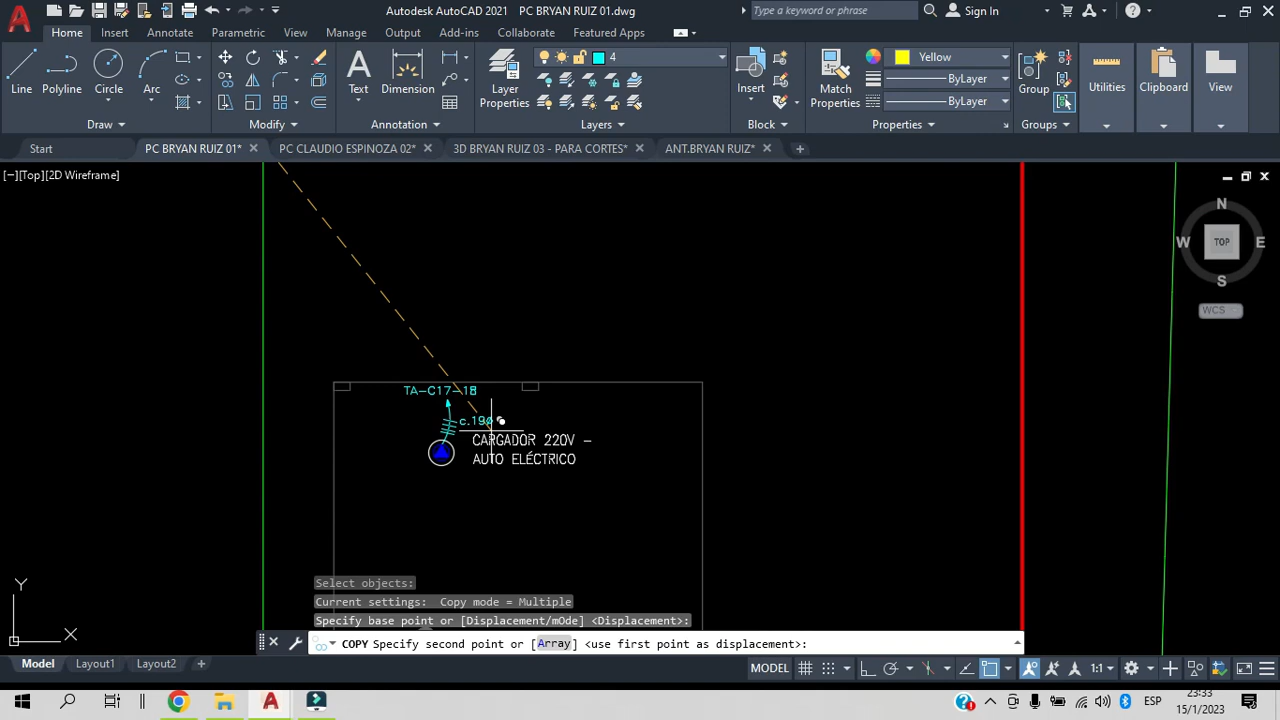 Autodesk AutoCAD 2021 PC BRYAN RUIZ 01.dwg
Type a keyword or phrase
Sign In
Home Insert Annotate Parametric View Manage Output Add-ins Collaborate Featured Apps
Line Polyline Circle Arc
Text Dimension
Layer
Properties
4
Insert
Match
Properties
Yellow
ByLayer
ByLayer
Group
Utilities
Clipboard
View
Draw Modify Annotation Layers Block Properties Groups
Start PC BRYAN RUIZ 01* PC CLAUDIO ESPINOZA 02* 3D BRYAN RUIZ 03 - PARA CORTES* ANT.BRYAN RUIZ*
[−][Top][2D Wireframe]
N
W TOP E
S
WCS
CARGADOR 220V –
AUTO ELÉCTRICO
Y
X
Select objects:
Current settings: Copy mode = Multiple
Specify base point or [Displacement/mOde] <Displacement>:
COPY Specify second point or [Array] <use first point as displacement>:
Model Layout1 Layout2
MODEL
1:1
ESP
23:33
15/1/2023